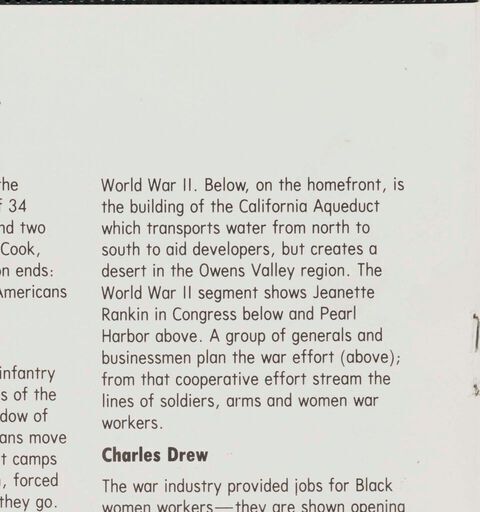 the
f 34
nd two
Cook,
n ends:
Americans
infantry
s of the
dow of
ans move
t camps
, forced
they go.
World War II. Below, on the homefront, is
the building of the California Aqueduct
which transports water from north to
south to aid developers, but creates a
desert in the Owens Valley region. The
World War II segment shows Jeanette
Rankin in Congress below and Pearl
Harbor above. A group of generals and
businessmen plan the war effort (above);
from that cooperative effort stream the
lines of soldiers, arms and women war
workers.
Charles Drew
The war industry provided jobs for Black
women workers—they are shown opening